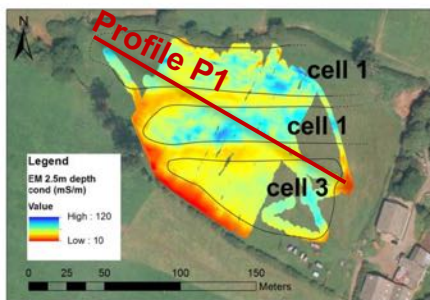 N
Profile P1
cell 1
cell 1
cell 3
Legend
EM 2.5m depth
cond (mS/m)
Value
High : 120
Low : 10
0 25 50 100 150
Meters